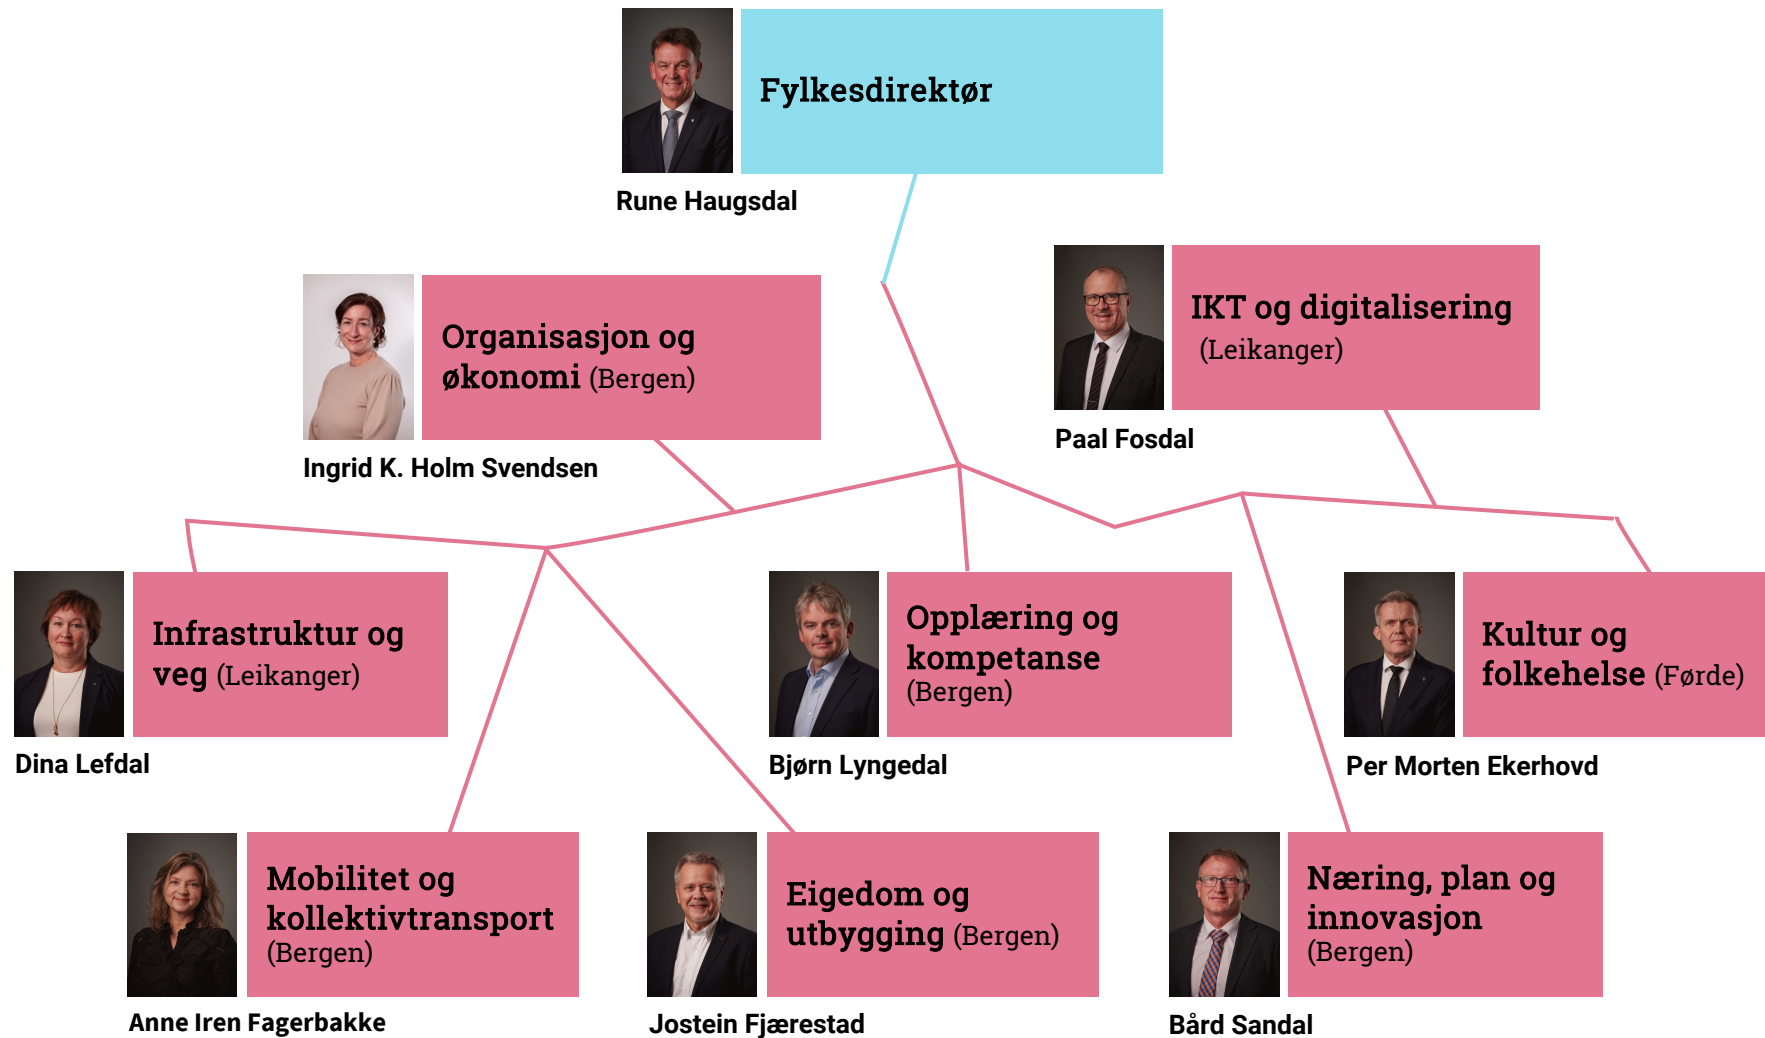 Fylkesdirektør
Rune Haugsdal
Organisasjon og
økonomi (Bergen)
Ingrid K. Holm Svendsen
IKT og digitalisering
(Leikanger)
Paal Fosdal
Infrastruktur og
veg (Leikanger)
Dina Lefdal
Opplæring og
kompetanse
(Bergen)
Bjørn Lyngedal
Kultur og
folkehelse (Førde)
Per Morten Ekerhovd
Mobilitet og
kollektivtransport
(Bergen)
Anne Iren Fagerbakke
Eigedom og
utbygging (Bergen)
Jostein Fjærestad
Næring, plan og
innovasjon
(Bergen)
Bård Sandal